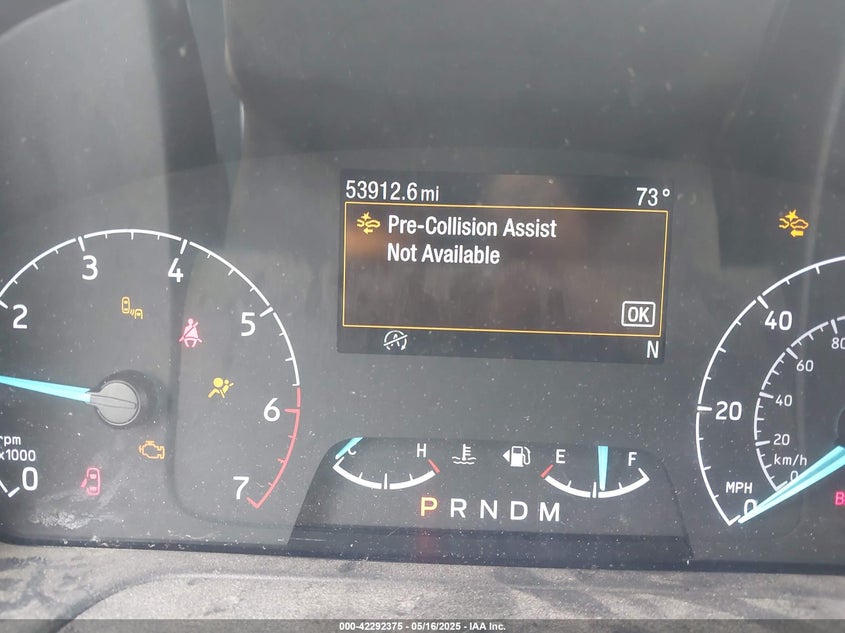 53912.6 mi 73°
Pre-Collision Assist
Not Available
OK
N
0 2 3 4 5 6 7
rpm
x1000
C H
E F
P R N D M
0 20 40
MPH
0 20 40 60 80
km/h
B
000-42292375 - 05/16/2025 - IAA Inc.